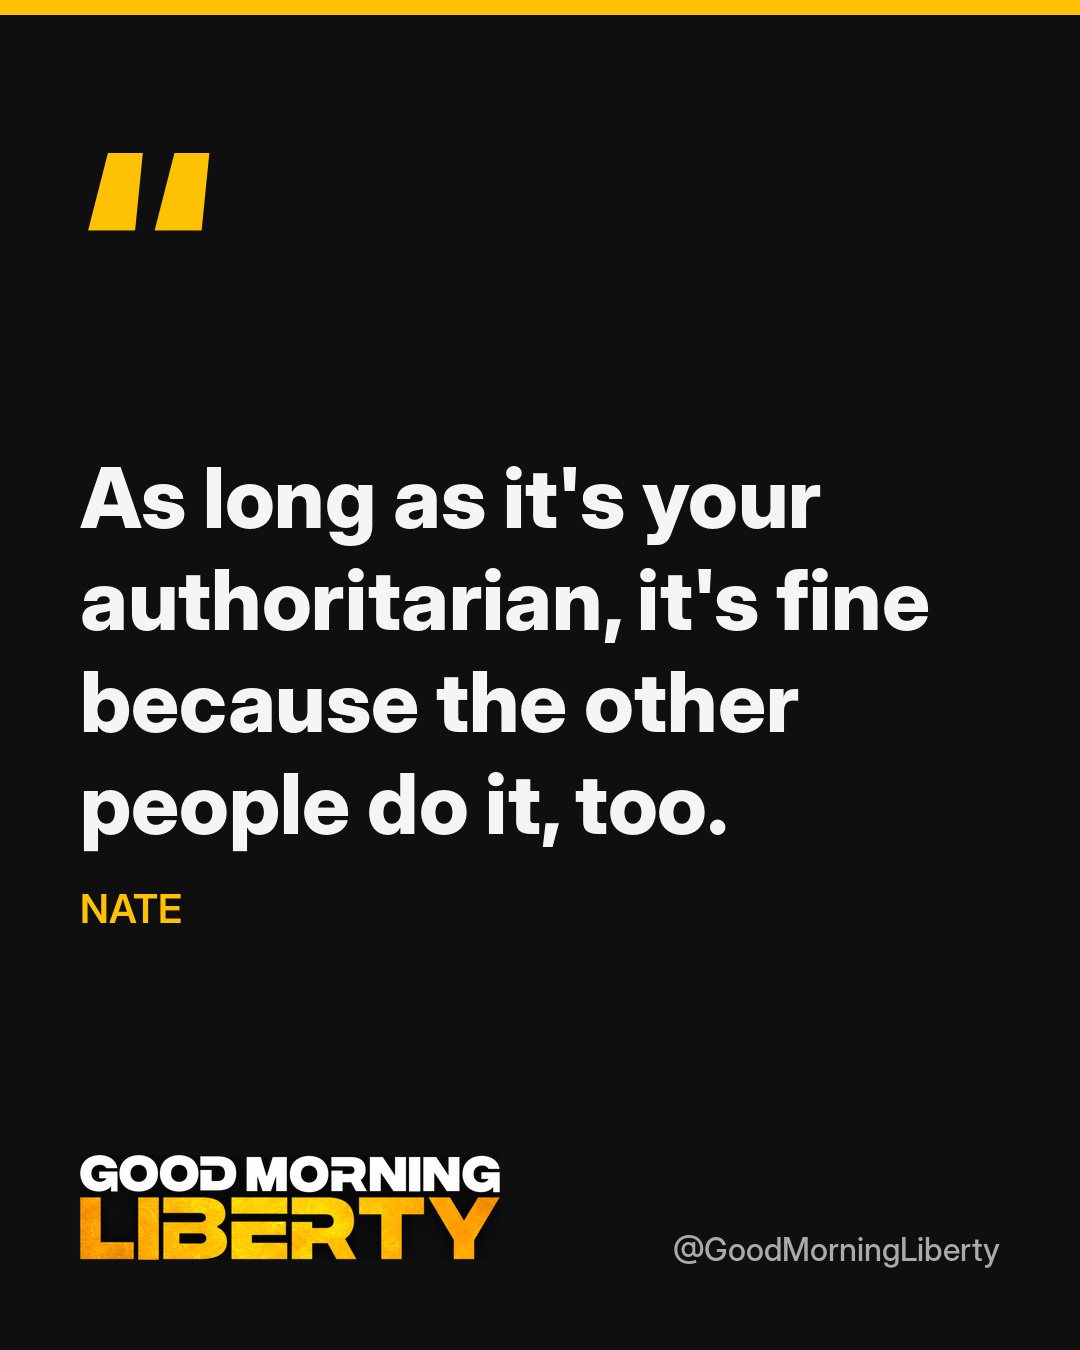 "
As long as it's your
authoritarian, it's fine
because the other
people do it, too.
NATE
GOOD MORNING
LIBERTY
@GoodMorningLiberty